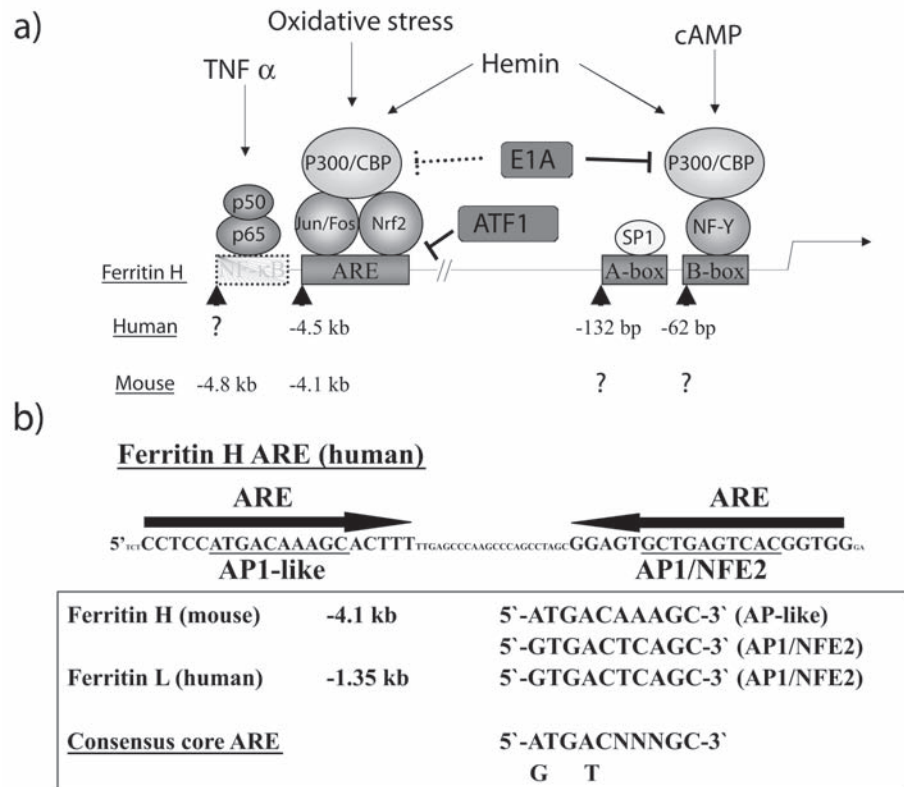 a)
Oxidative stress
cAMP
TNF α
Hemin
P300/CBP
E1A
P300/CBP
p50
p65
Jun/Fos
Nrf2
ATF1
SP1
NF-Y
Ferritin H
NF-κB
ARE
//
A-box
B-box
Human
?
-4.5 kb
-132 bp
-62 bp
Mouse
-4.8 kb
-4.1 kb
?
?
b)
Ferritin H ARE (human)
ARE
ARE
5'TCTCCTCCATGACAAAGCACTTTTTGAGCCCAAGCCCAGCCTAGCGGAGTGCTGAGTCACGGTGGGA
AP1-like
AP1/NFE2
Ferritin H (mouse) -4.1 kb 5`-ATGACAAAGC-3` (AP-like)
5`-GTGACTCAGC-3` (AP1/NFE2)
Ferritin L (human) -1.35 kb 5`-GTGACTCAGC-3` (AP1/NFE2)
Consensus core ARE 5`-ATGACNNNGC-3`
G T